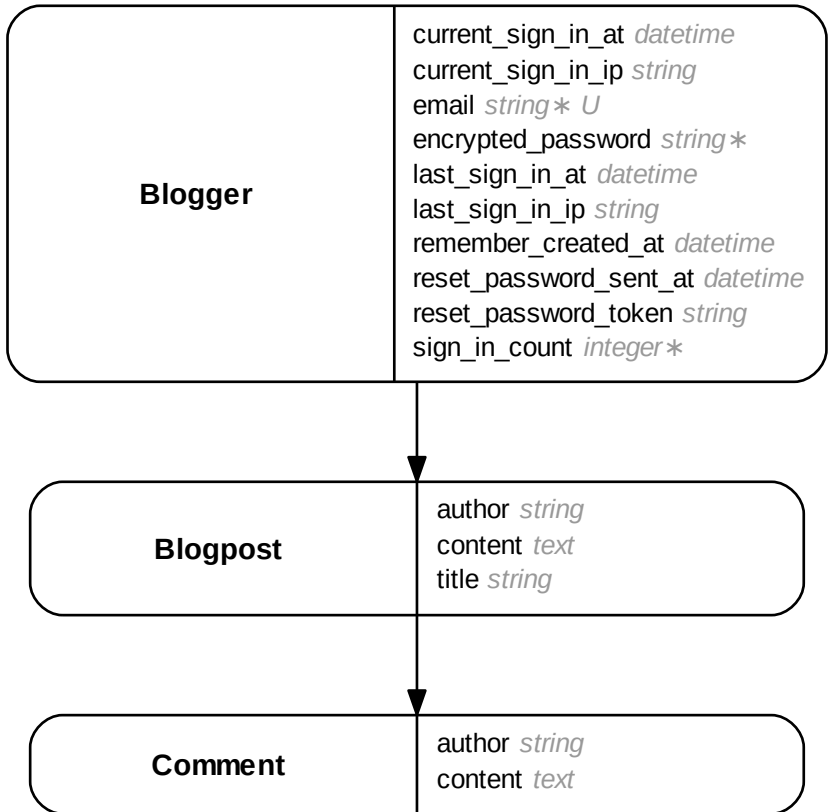 Blogger
current_sign_in_at datetime
current_sign_in_ip string
email string∗ U
encrypted_password string∗
last_sign_in_at datetime
last_sign_in_ip string
remember_created_at datetime
reset_password_sent_at datetime
reset_password_token string
sign_in_count integer∗
Blogpost
author string
content text
title string
Comment
author string
content text